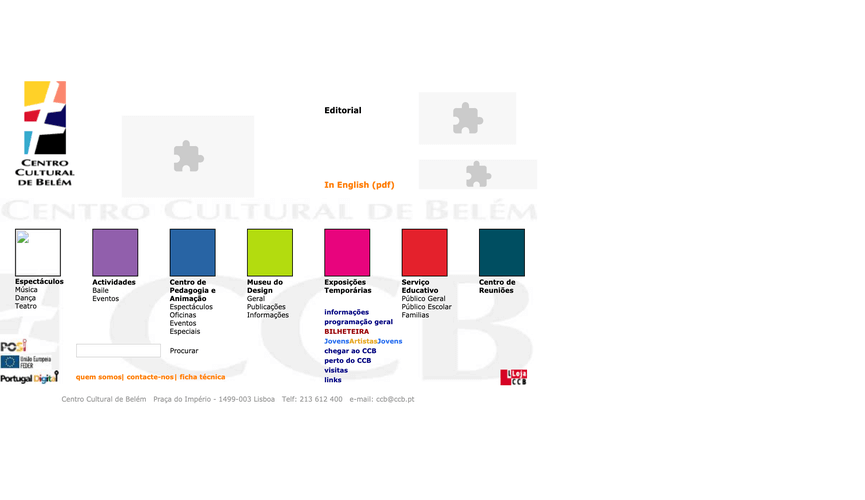 CENTRO
CULTURAL
DE BELÉM
Editorial
In English (pdf)
CENTRO CULTURAL DE BELÉM
Espectáculos
Música
Dança
Teatro
Actividades
Baile
Eventos
Centro de
Pedagogia e
Animação
Espectáculos
Oficinas
Eventos
Especiais
Museu do
Design
Geral
Publicações
Informações
Exposições
Temporárias
Serviço
Educativo
Público Geral
Público Escolar
Famílias
Centro de
Reuniões
CCB
informações
programação geral
BILHETEIRA
JovensArtistasJovens
chegar ao CCB
perto do CCB
visitas
links
Procurar
POSI
União Europeia
FEDER
Portugal Digital
quem somos| contacte-nos| ficha técnica
Loja
CCB
Centro Cultural de Belém Praça do Império - 1499-003 Lisboa Telf: 213 612 400 e-mail: ccb@ccb.pt